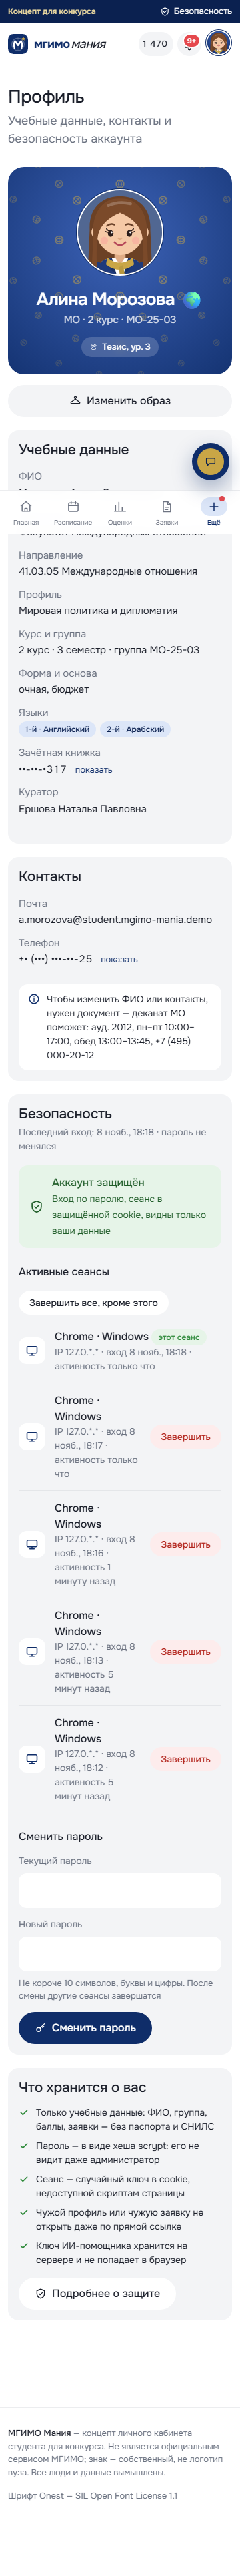 Концепт для конкурса
Безопасность
МГИМО МАНИЯ
1 470
9+
Профиль
Учебные данные, контакты и
безопасность аккаунта
Алина Морозова
МО · 2 курс · МО-25-03
Тезис, ур. 3
Изменить образ
Учебные данные
ФИО
Главная
Расписание
Оценки
Заявки
Ещё
Направление
41.03.05 Международные отношения
Профиль
Мировая политика и дипломатия
Курс и группа
2 курс · 3 семестр · группа МО-25-03
Форма и основа
очная, бюджет
Языки
1-й · Английский
2-й · Арабский
Зачётная книжка
••-••-•317 показать
Куратор
Ершова Наталья Павловна
Контакты
Почта
a.morozova@student.mgimo-mania.demo
Телефон
+• (•••) •••-••-25 показать
Чтобы изменить ФИО или контакты,
нужен документ — деканат МО
поможет: ауд. 2012, пн–пт 10:00–
17:00, обед 13:00–13:45, +7 (495)
000-20-12
Безопасность
Последний вход: 8 нояб., 18:18 · пароль не
менялся
Аккаунт защищён
Вход по паролю, сеанс в
защищённой cookie, видны только
ваши данные
Активные сеансы
Завершить все, кроме этого
Chrome · Windows этот сеанс
IP 127.0.*.* · вход 8 нояб., 18:18 ·
активность только что
Chrome ·
Windows
IP 127.0.*.* · вход 8
нояб., 18:17 ·
активность только
что
Завершить
Chrome ·
Windows
IP 127.0.*.* · вход 8
нояб., 18:16 ·
активность 1
минуту назад
Завершить
Chrome ·
Windows
IP 127.0.*.* · вход 8
нояб., 18:13 ·
активность 5
минут назад
Завершить
Chrome ·
Windows
IP 127.0.*.* · вход 8
нояб., 18:12 ·
активность 5
минут назад
Завершить
Сменить пароль
Текущий пароль
Новый пароль
Не короче 10 символов, буквы и цифры. После
смены другие сеансы завершатся
Сменить пароль
Что хранится о вас
Только учебные данные: ФИО, группа,
баллы, заявки — без паспорта и СНИЛС
Пароль — в виде хеша scrypt: его не
видит даже администратор
Сеанс — случайный ключ в cookie,
недоступной скриптам страницы
Чужой профиль или чужую заявку не
открыть даже по прямой ссылке
Ключ ИИ-помощника хранится на
сервере и не попадает в браузер
Подробнее о защите
МГИМО Мания — концепт личного кабинета
студента для конкурса. Не является официальным
сервисом МГИМО; знак — собственный, не логотип
вуза. Все люди и данные вымышлены.
Шрифт Onest — SIL Open Font License 1.1